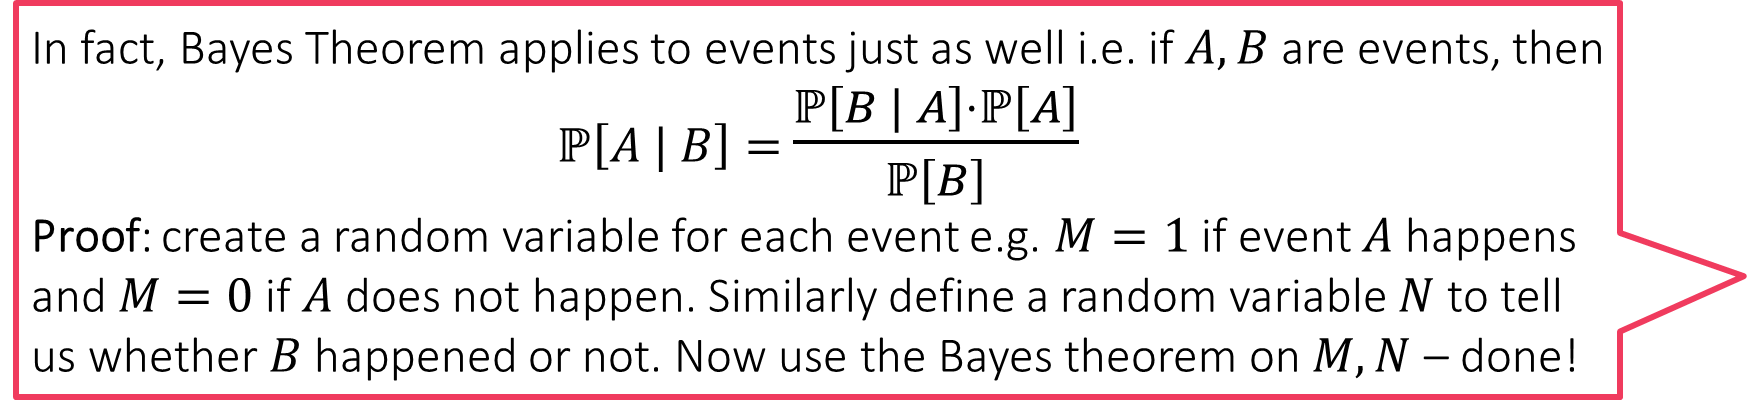 In fact, Bayes Theorem applies to events just as well i.e. if A, B are events, then
ℙ[A | B] = ℙ[B | A]·ℙ[A] / ℙ[B]
Proof: create a random variable for each event e.g. M = 1 if event A happens
and M = 0 if A does not happen. Similarly define a random variable N to tell
us whether B happened or not. Now use the Bayes theorem on M, N – done!